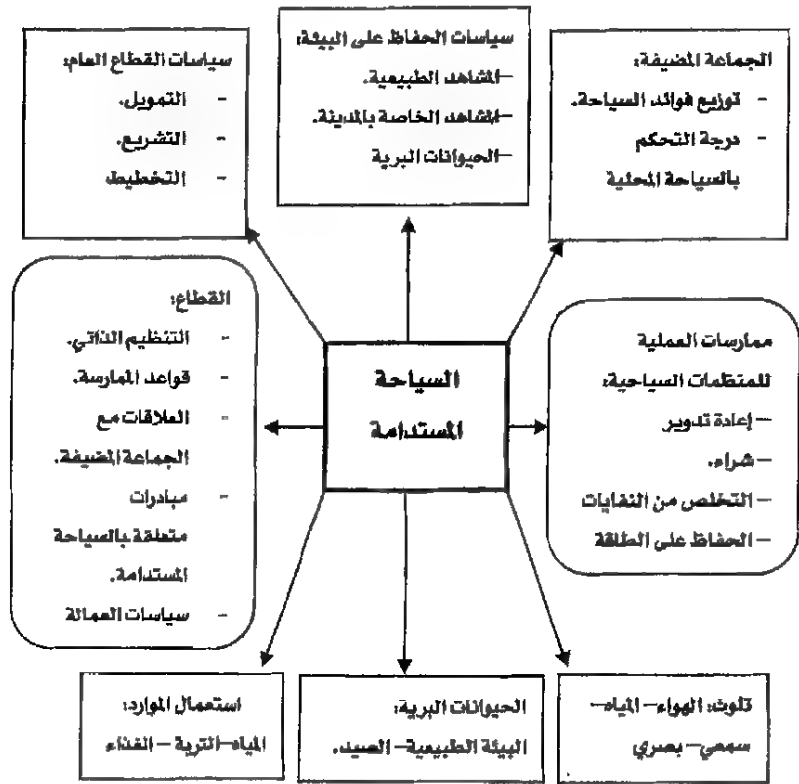 الجماعة المضيفة:
- توزيع فوائد السياحة.
- درجة التحكم
بالسياحة المحلية
سياسات الحفاظ على البيئة:
–المشاهد الطبيعية.
–المشاهد الخاصة بالمدينة.
–الحيوانات البرية
سياسات القطاع العام:
- التمويل.
- التشريع.
- التخطيط
ممارسات العملية
للمنظمات السياحية:
–إعادة تدوير
–شراء.
–التخلص من النفايات
–الحفاظ على الطاقة
السياحة
المستدامة
القطاع:
- التنظيم الذاتي.
- قواعد الممارسة.
- العلاقات مع
الجماعة المضيفة.
- مبادرات
متعلقة بالسياحة
المستدامة.
- سياسات العمالة
تلوث: الهواء– المياه–
سمعي– بصري
الحيوانات البرية:
البيئة الطبيعية– الصيد.
استعمال الموارد:
المياه–التربة –الغذاء